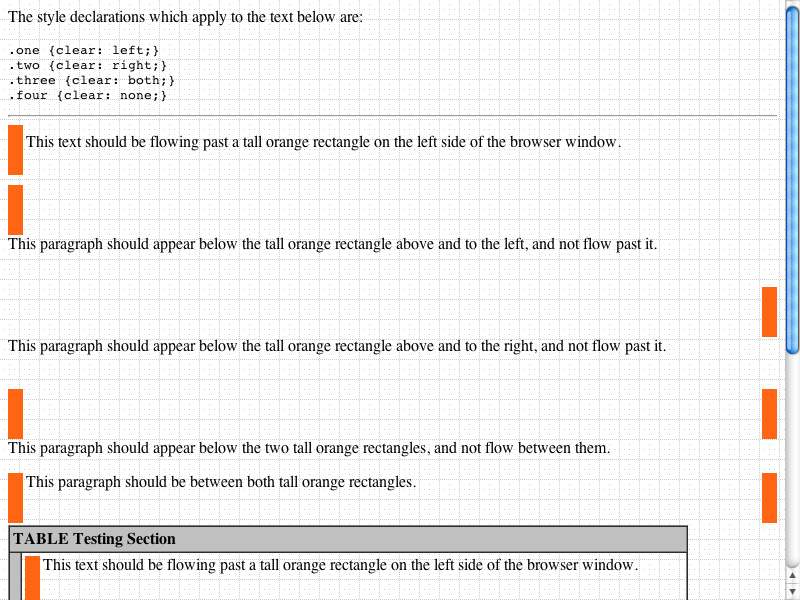 The style declarations which apply to the text below are:
.one {clear: left;}
.two {clear: right;}
.three {clear: both;}
.four {clear: none;}
This text should be flowing past a tall orange rectangle on the left side of the browser window.
This paragraph should appear below the tall orange rectangle above and to the left, and not flow past it.
This paragraph should appear below the tall orange rectangle above and to the right, and not flow past it.
This paragraph should appear below the two tall orange rectangles, and not flow between them.
This paragraph should be between both tall orange rectangles.
TABLE Testing Section
This text should be flowing past a tall orange rectangle on the left side of the browser window.